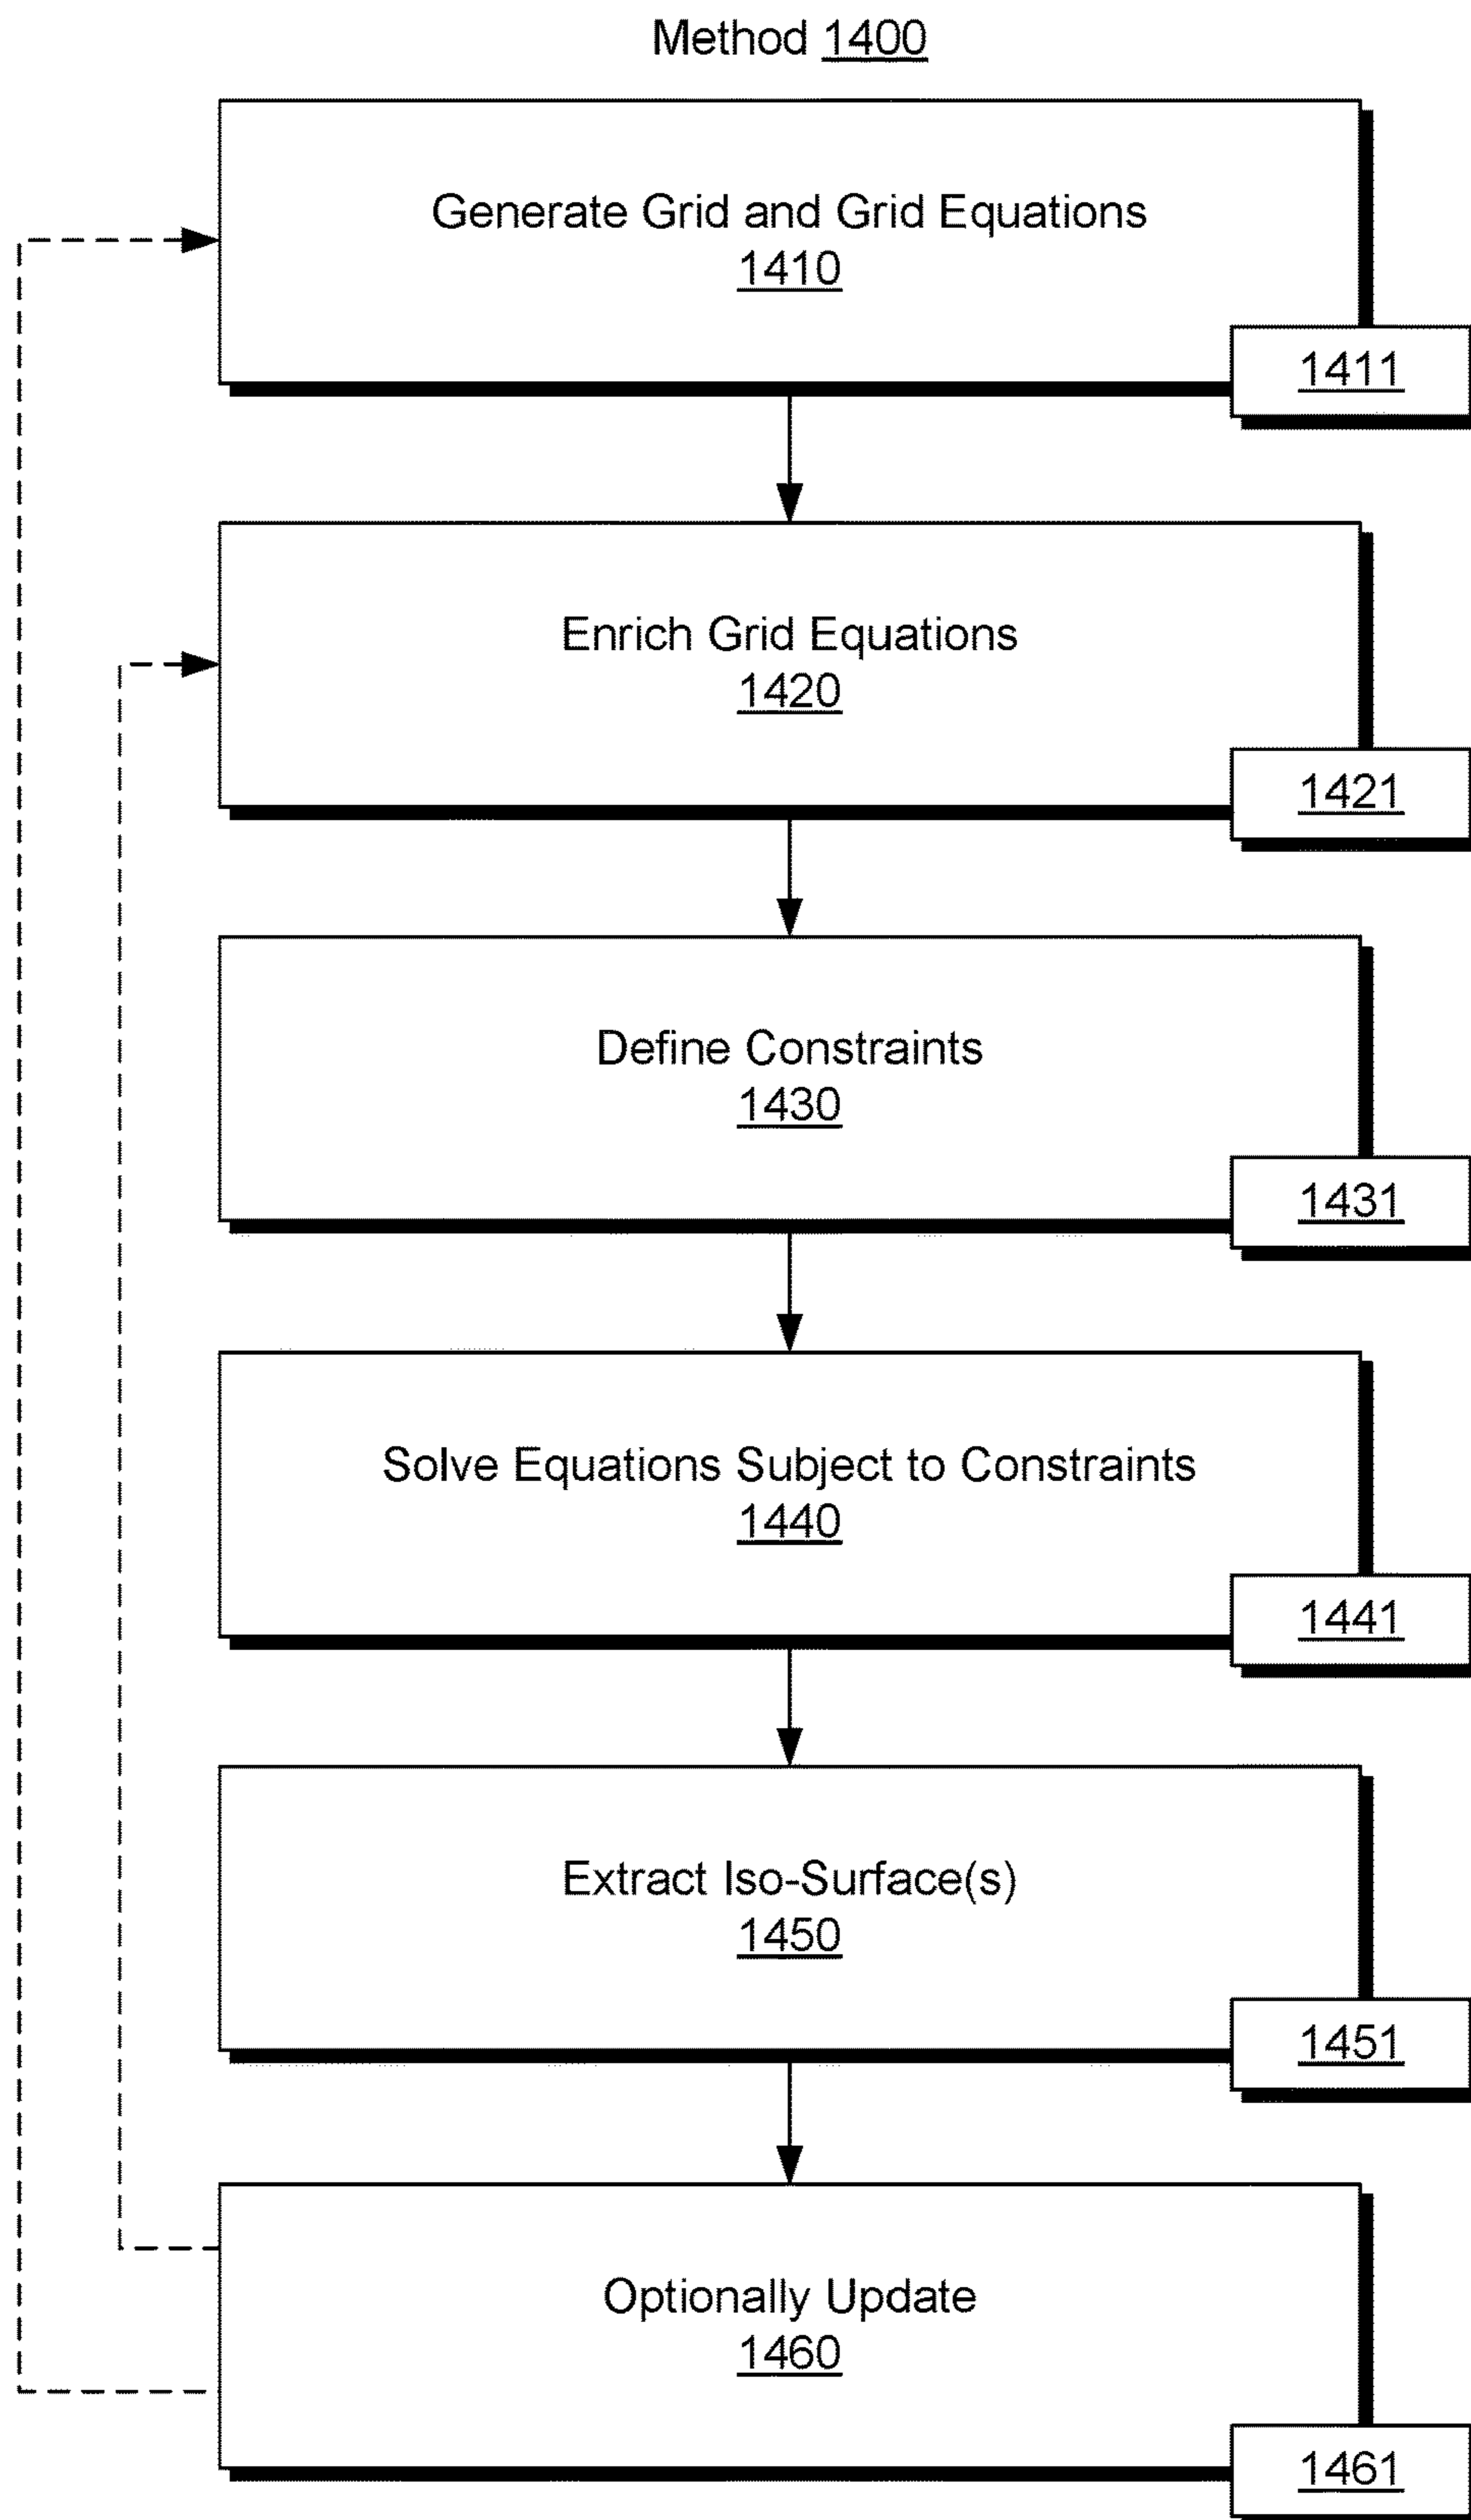 Method 1400
Generate Grid and Grid Equations
1410
1411
Enrich Grid Equations
1420
1421
Define Constraints
1430
1431
Solve Equations Subject to Constraints
1440
1441
Extract Iso-Surface(s)
1450
1451
Optionally Update
1460
1461